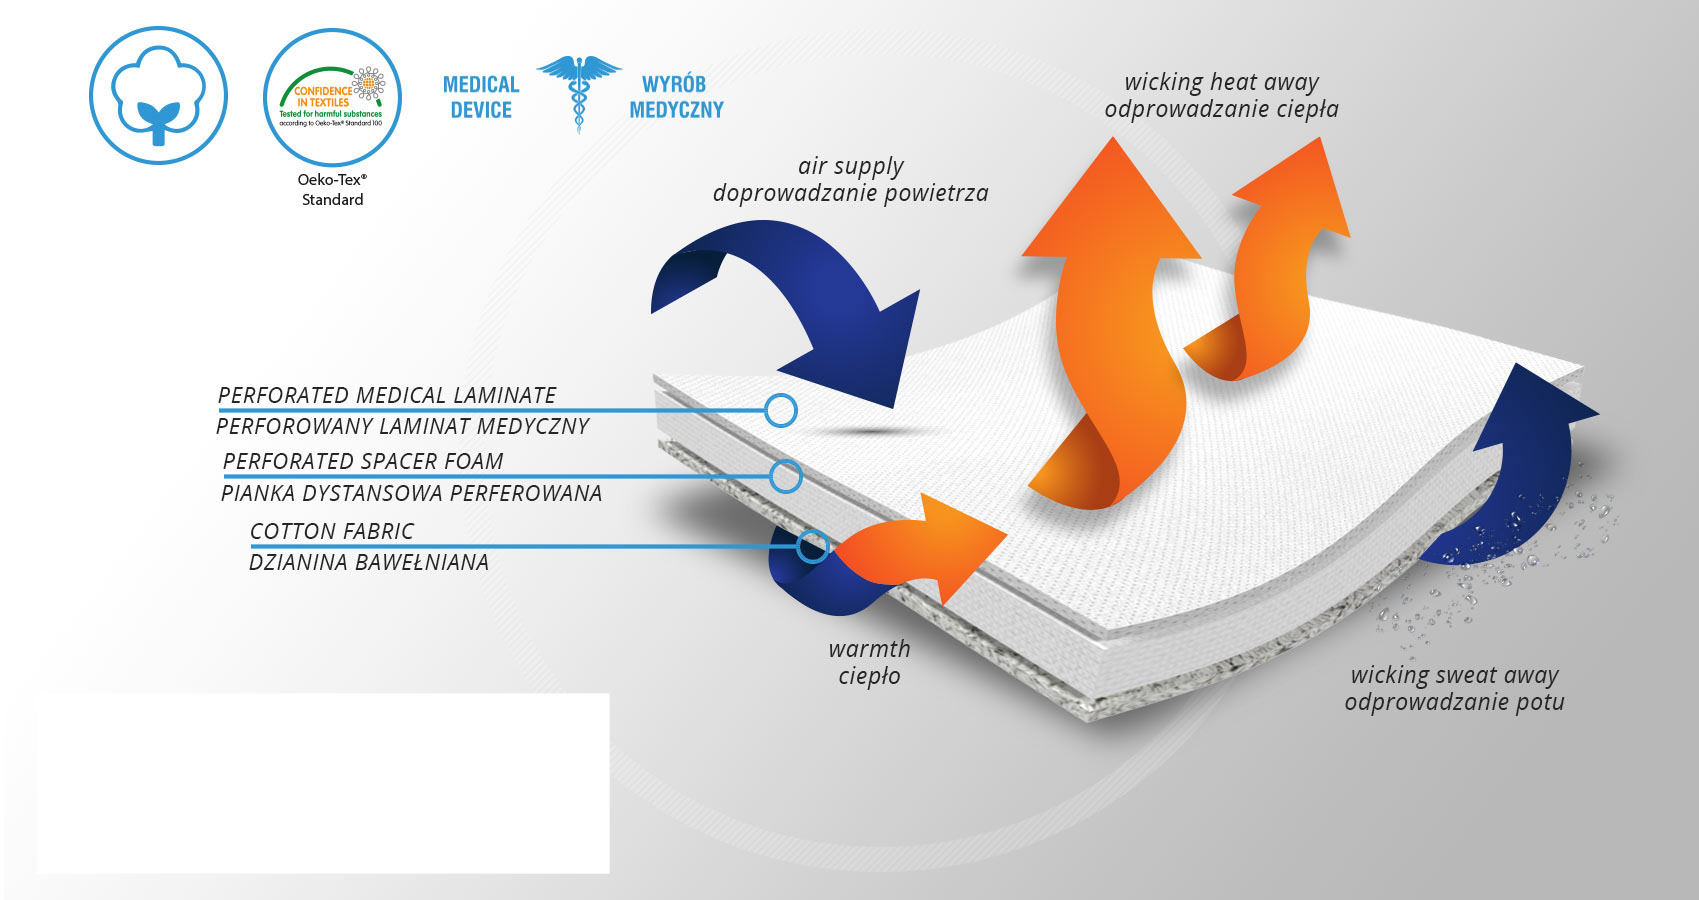 CONFIDENCE
IN TEXTILES
Tested for harmful substances
according to Oeko-Tex® Standard 100
Oeko-Tex®
Standard
MEDICAL
DEVICE
WYRÓB
MEDYCZNY
wicking heat away
odprowadzanie ciepła
air supply
doprowadzanie powietrza
PERFORATED MEDICAL LAMINATE
PERFOROWANY LAMINAT MEDYCZNY
PERFORATED SPACER FOAM
PIANKA DYSTANSOWA PERFEROWANA
COTTON FABRIC
DZIANINA BAWEŁNIANA
warmth
ciepło
wicking sweat away
odprowadzanie potu